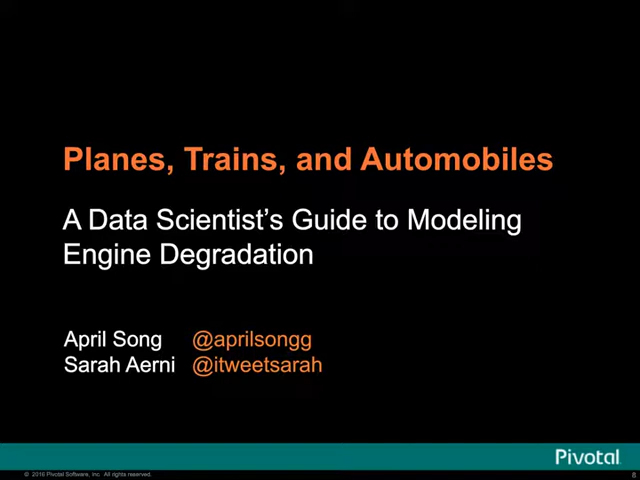 Planes, Trains, and Automobiles
A Data Scientist's Guide to Modeling
Engine Degradation
April Song @aprilsongg
Sarah Aerni @itweetsarah
Pivotal
© 2016 Pivotal Software, Inc. All rights reserved.
8